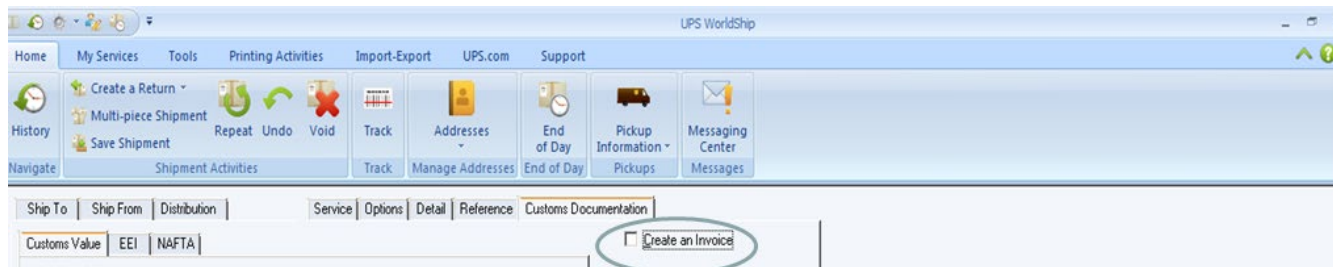 UPS WorldShip
Home My Services Tools Printing Activities Import-Export UPS.com Support
History
Create a Return
Multi-piece Shipment
Save Shipment
Repeat Undo Void
Track
Addresses
End
of Day
Pickup
Information
Messaging
Center
Navigate Shipment Activities Track Manage Addresses End of Day Pickups Messages
Ship To Ship From Distribution Service Options Detail Reference Customs Documentation
Customs Value EEI NAFTA Create an Invoice